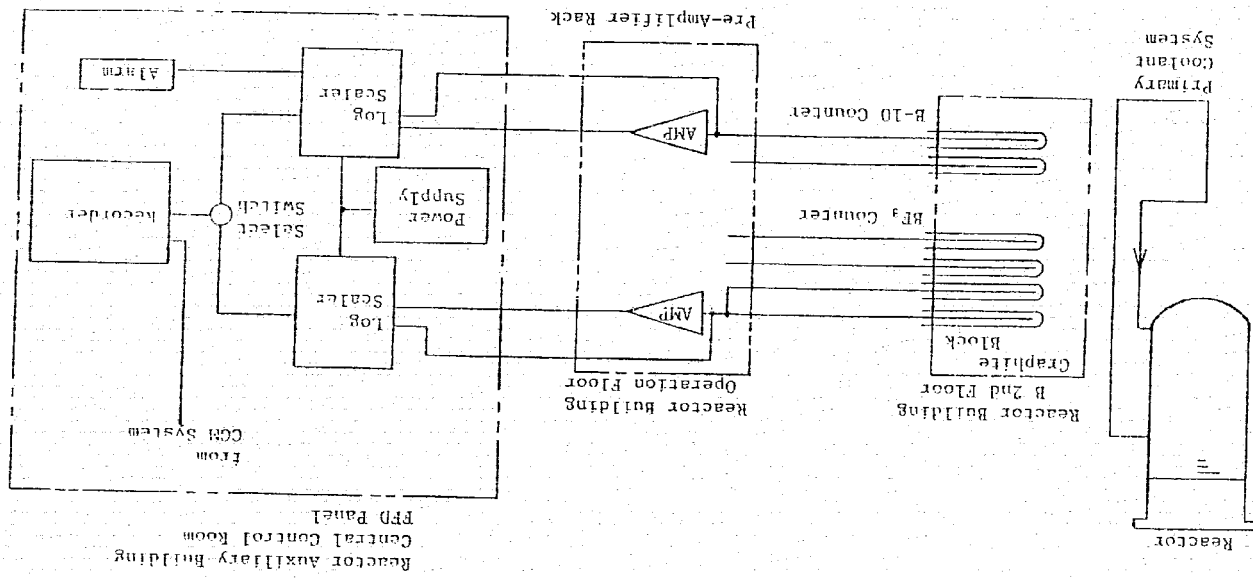 Reactor
Reactor Building
B 2nd Floor
Graphite
Block
Reactor Building
Operation Floor
Reactor Auxiliary Building
Central Control Room
FFD Panel
from
CGM System
AMP
Log
Scaler
BF₃ Counter
Power
Supply
Select
Switch
Recorder
B-10 Counter
AMP
Log
Scaler
Alarm
Primary
Coolant
System
Pre-Amplifier Rack